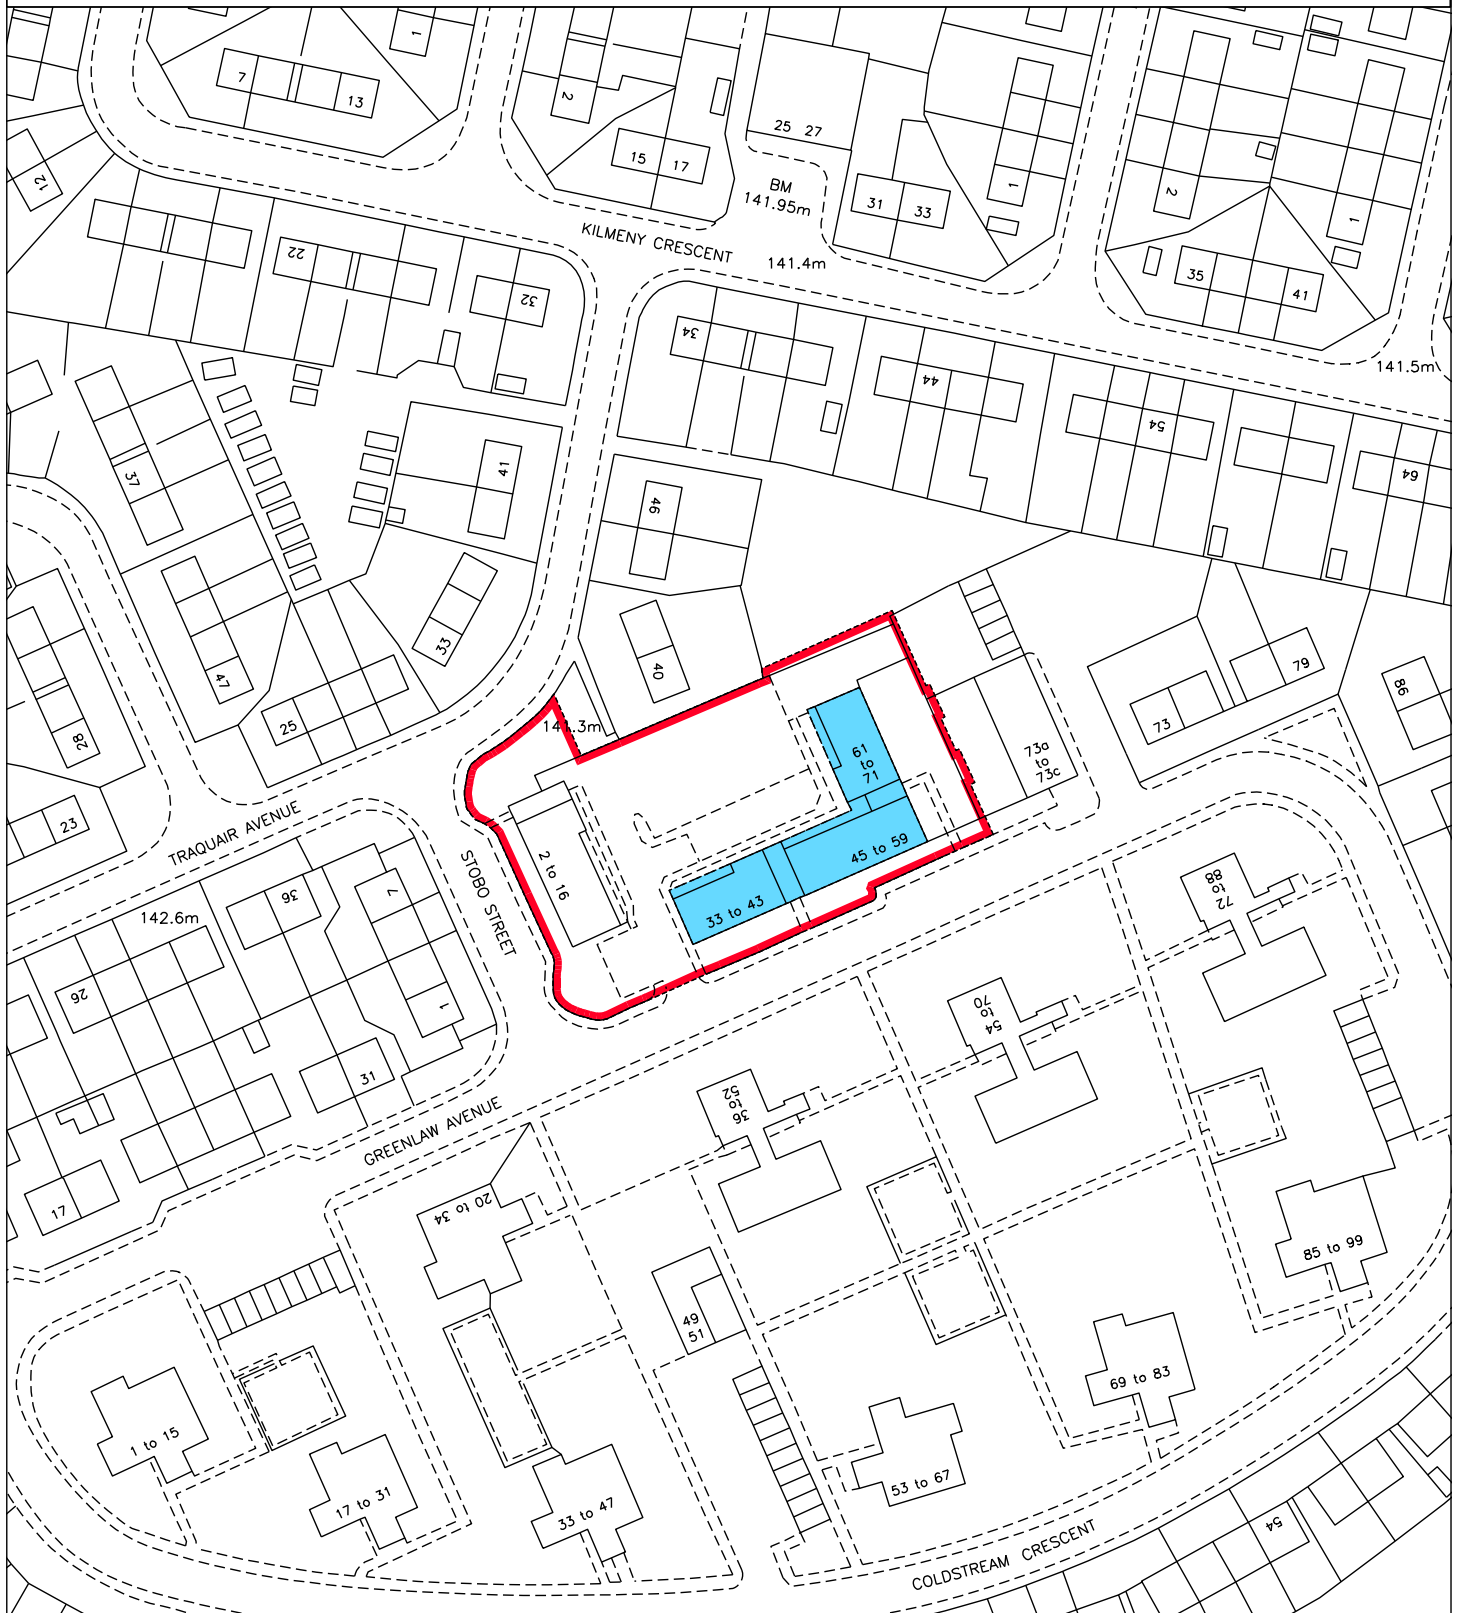 1
7
13
2
12
15
17
25 27
BM
141.95m
31
33
1
2
1
KILMENY CRESCENT
141.4m
35
41
22
32
34
44
54
64
141.5m
37
41
46
33
47
25
28
40
141.3m
73
79
86
73a
to
73c
61
to
71
23
TRAQUAIR AVENUE
2 to 16
45 to 59
33 to 43
STOBO STREET
142.6m
36
7
26
1
31
17
GREENLAW AVENUE
72
to
88
54
to
70
36
to
52
20 to 34
85 to 99
49
51
69 to 83
1 to 15
17 to 31
33 to 47
53 to 67
54
COLDSTREAM CRESCENT